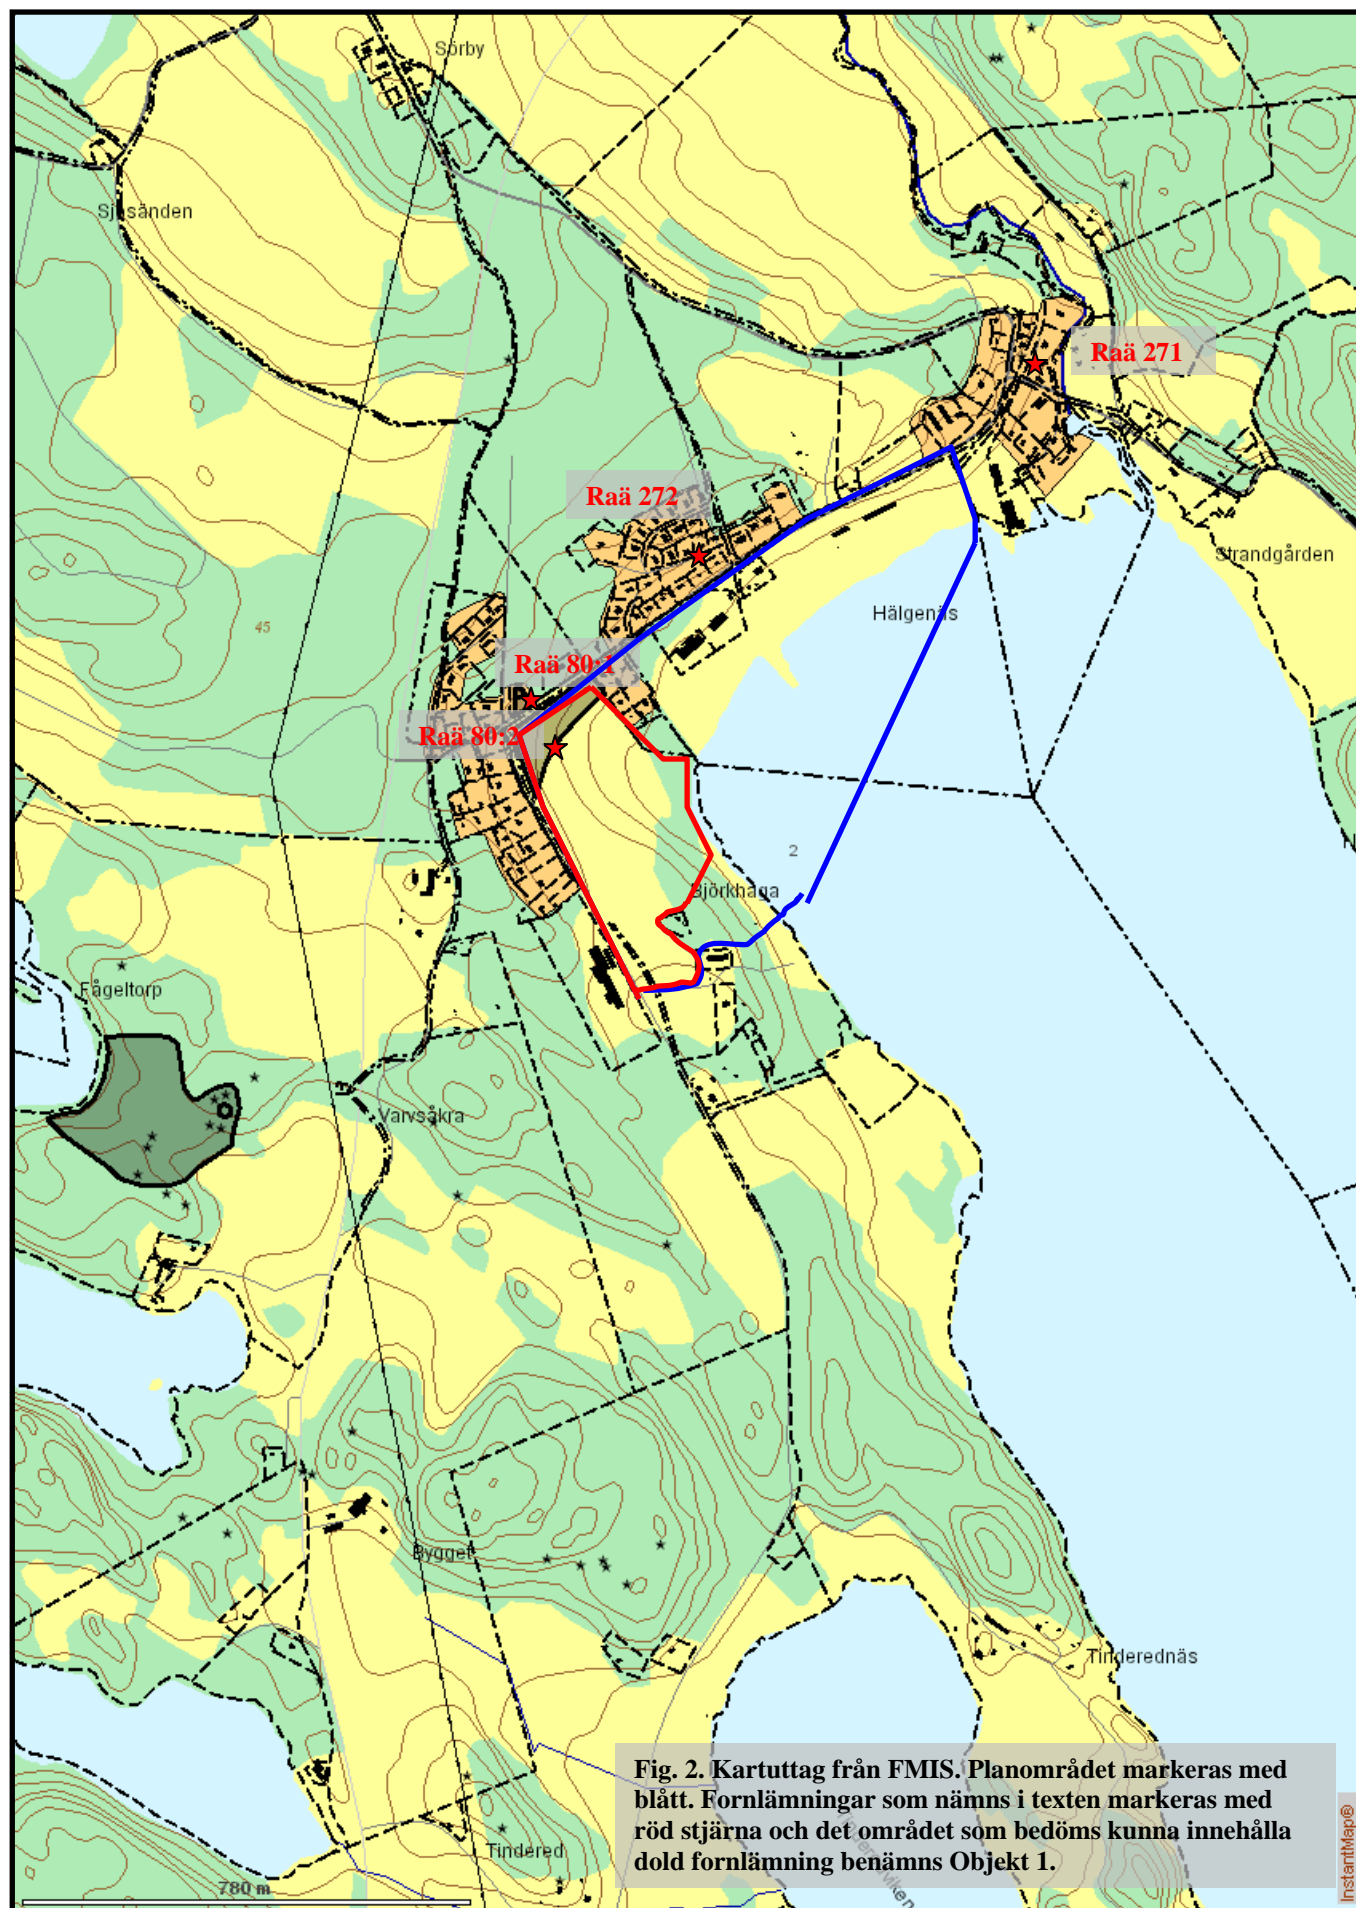 Sörby
Sjösänden
Raä 271
Raä 272
Strandgården
Hälgenäs
45
Raä 80:1
Raä 80:2
2
Björkhaga
Fågeltorp
Varvsåkra
Bygget
Tinderednäs
Fig. 2. Kartuttag från FMIS. Planområdet markeras med
blått. Fornlämningar som nämns i texten markeras med
röd stjärna och det området som bedöms kunna innehålla
dold fornlämning benämns Objekt 1.
Tindered
780 m
InstantMap®